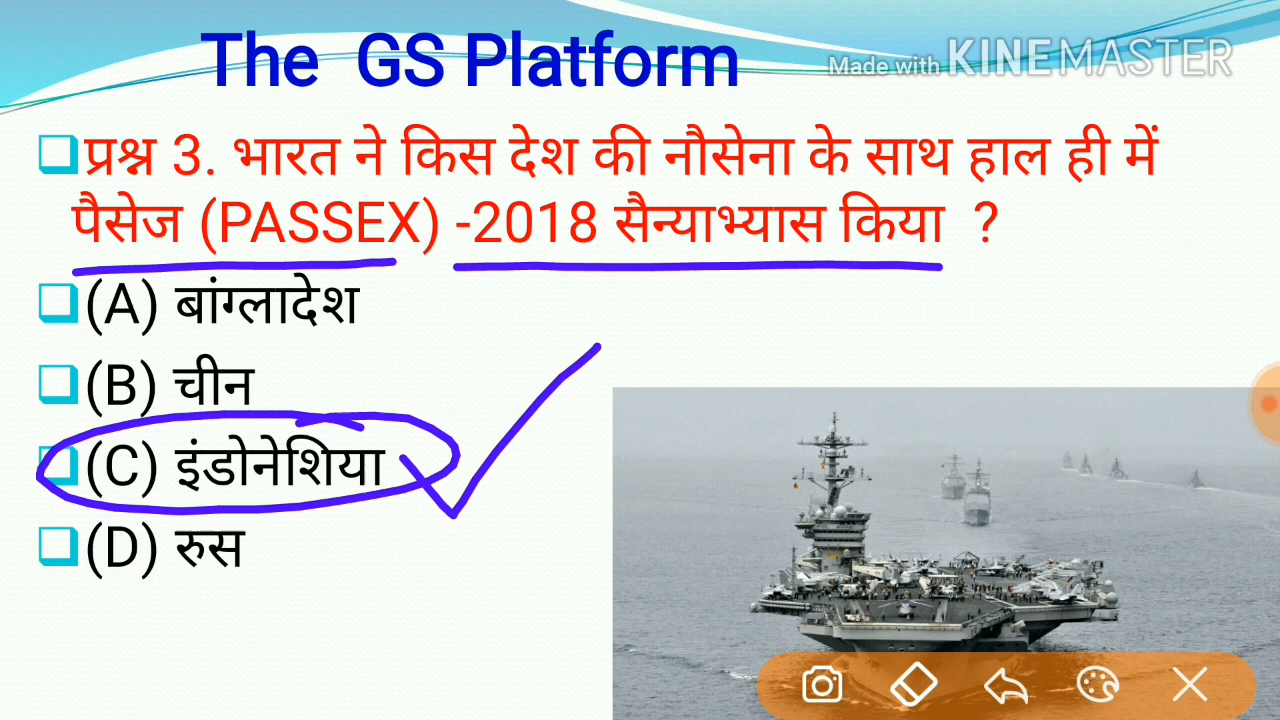 The GS Platform
Made with KINEMASTER
प्रश्न 3. भारत ने किस देश की नौसेना के साथ हाल ही में
पैसेज (PASSEX) -2018 सैन्याभ्यास किया ?
(A) बांग्लादेश
(B) चीन
(C) इंडोनेशिया
(D) रुस